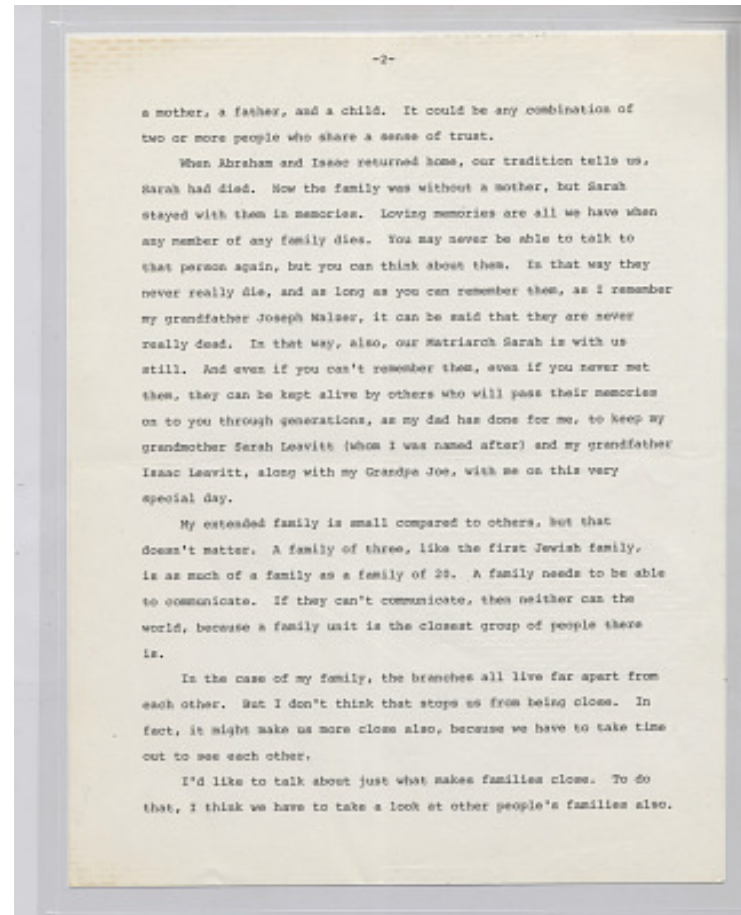 -2-
a mother, a father, and a child. It could be any combination of
two or more people who share a sense of trust.
When Abraham and Isaac returned home, our tradition tells us,
Sarah had died. Now the family was without a mother, but Sarah
stayed with them in memories. Loving memories are all we have when
any member of any family dies. You may never be able to talk to
that person again, but you can think about them. In that way they
never really die, and as long as you can remember them, as I remember
my grandfather Joseph Walzer, it can be said that they are never
really dead. In that way, also, our Matriarch Sarah is with us
still. And even if you can't remember them, even if you never met
them, they can be kept alive by others who will pass their memories
on to you through generations, as my dad has done for me, to keep my
grandmother Sarah Leavitt (whom I was named after) and my grandfather
Isaac Leavitt, along with my Grandpa Joe, with me on this very
special day.
My extended family is small compared to others, but that
doesn't matter. A family of three, like the first Jewish family,
is as much of a family as a family of 20. A family needs to be able
to communicate. If they can't communicate, then neither can the
world, because a family unit is the closest group of people there
is.
In the case of my family, the branches all live far apart from
each other. But I don't think that stops us from being close. In
fact, it might make us more close also, because we have to take time
out to see each other.
I'd like to talk about just what makes families close. To do
that, I think we have to take a look at other people's families also.